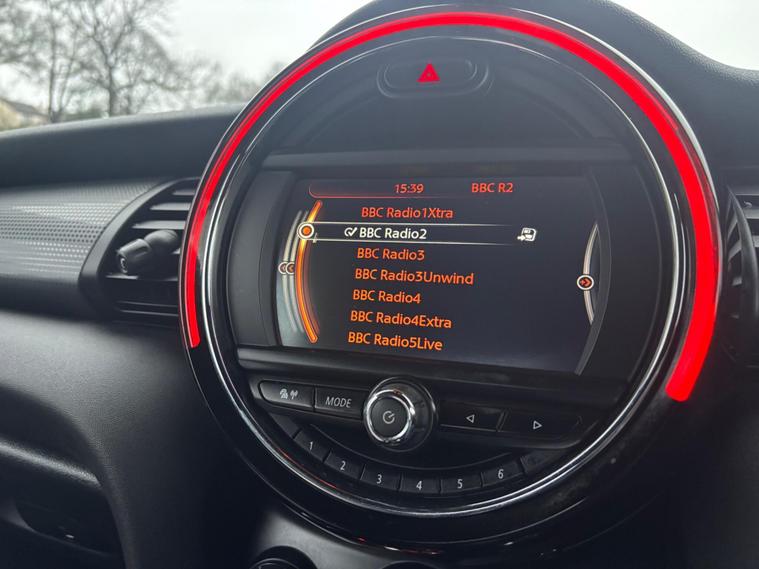 15:39 BBC R2
BBC Radio1Xtra
BBC Radio2
BBC Radio3
BBC Radio3Unwind
BBC Radio4
BBC Radio4Extra
BBC Radio5Live
MODE
1 2 3 4 5 6